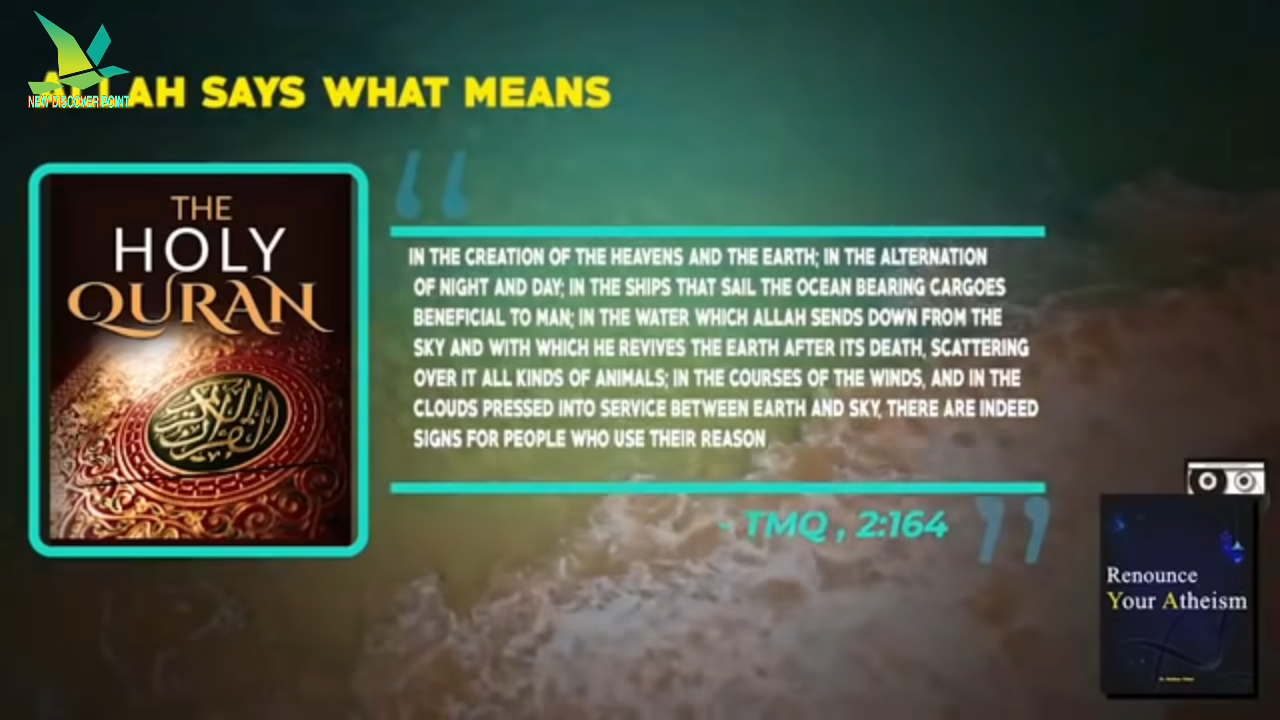 ALLAH SAYS WHAT MEANS
NEW DISCOVER POINT
THE
HOLY
QURAN
IN THE CREATION OF THE HEAVENS AND THE EARTH; IN THE ALTERNATION
OF NIGHT AND DAY; IN THE SHIPS THAT SAIL THE OCEAN BEARING CARGOES
BENEFICIAL TO MAN; IN THE WATER WHICH ALLAH SENDS DOWN FROM THE
SKY AND WITH WHICH HE REVIVES THE EARTH AFTER ITS DEATH, SCATTERING
OVER IT ALL KINDS OF ANIMALS; IN THE COURSES OF THE WINDS, AND IN THE
CLOUDS PRESSED INTO SERVICE BETWEEN EARTH AND SKY, THERE ARE INDEED
SIGNS FOR PEOPLE WHO USE THEIR REASON
- TMQ , 2:164
Renounce
Your Atheism